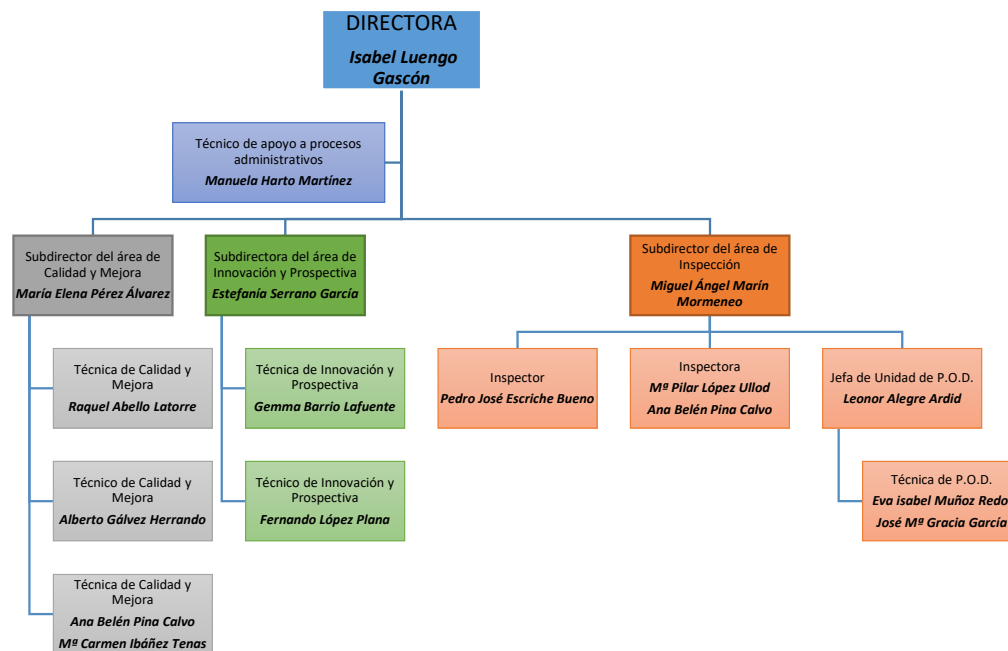 DIRECTORA
Isabel Luengo
Gascón
Técnico de apoyo a procesos
administrativos
Manuela Harto Martínez
Subdirector del área de
Calidad y Mejora
María Elena Pérez Álvarez
Subdirectora del área de
Innovación y Prospectiva
Estefanía Serrano García
Subdirector del área de
Inspección
Miguel Ángel Marín
Mormeneo
Técnica de Calidad y
Mejora
Raquel Abello Latorre
Técnica de Innovación y
Prospectiva
Gemma Barrio Lafuente
Inspector
Pedro José Escriche Bueno
Inspectora
Mª Pilar López Ullod
Ana Belén Pina Calvo
Jefa de Unidad de P.O.D.
Leonor Alegre Ardid
Técnico de Calidad y
Mejora
Alberto Gálvez Herrando
Técnico de Innovación y
Prospectiva
Fernando López Plana
Técnica de P.O.D.
Eva isabel Muñoz Redo
José Mª Gracia García
Técnica de Calidad y
Mejora
Ana Belén Pina Calvo
Mª Carmen Ibáñez Tenas